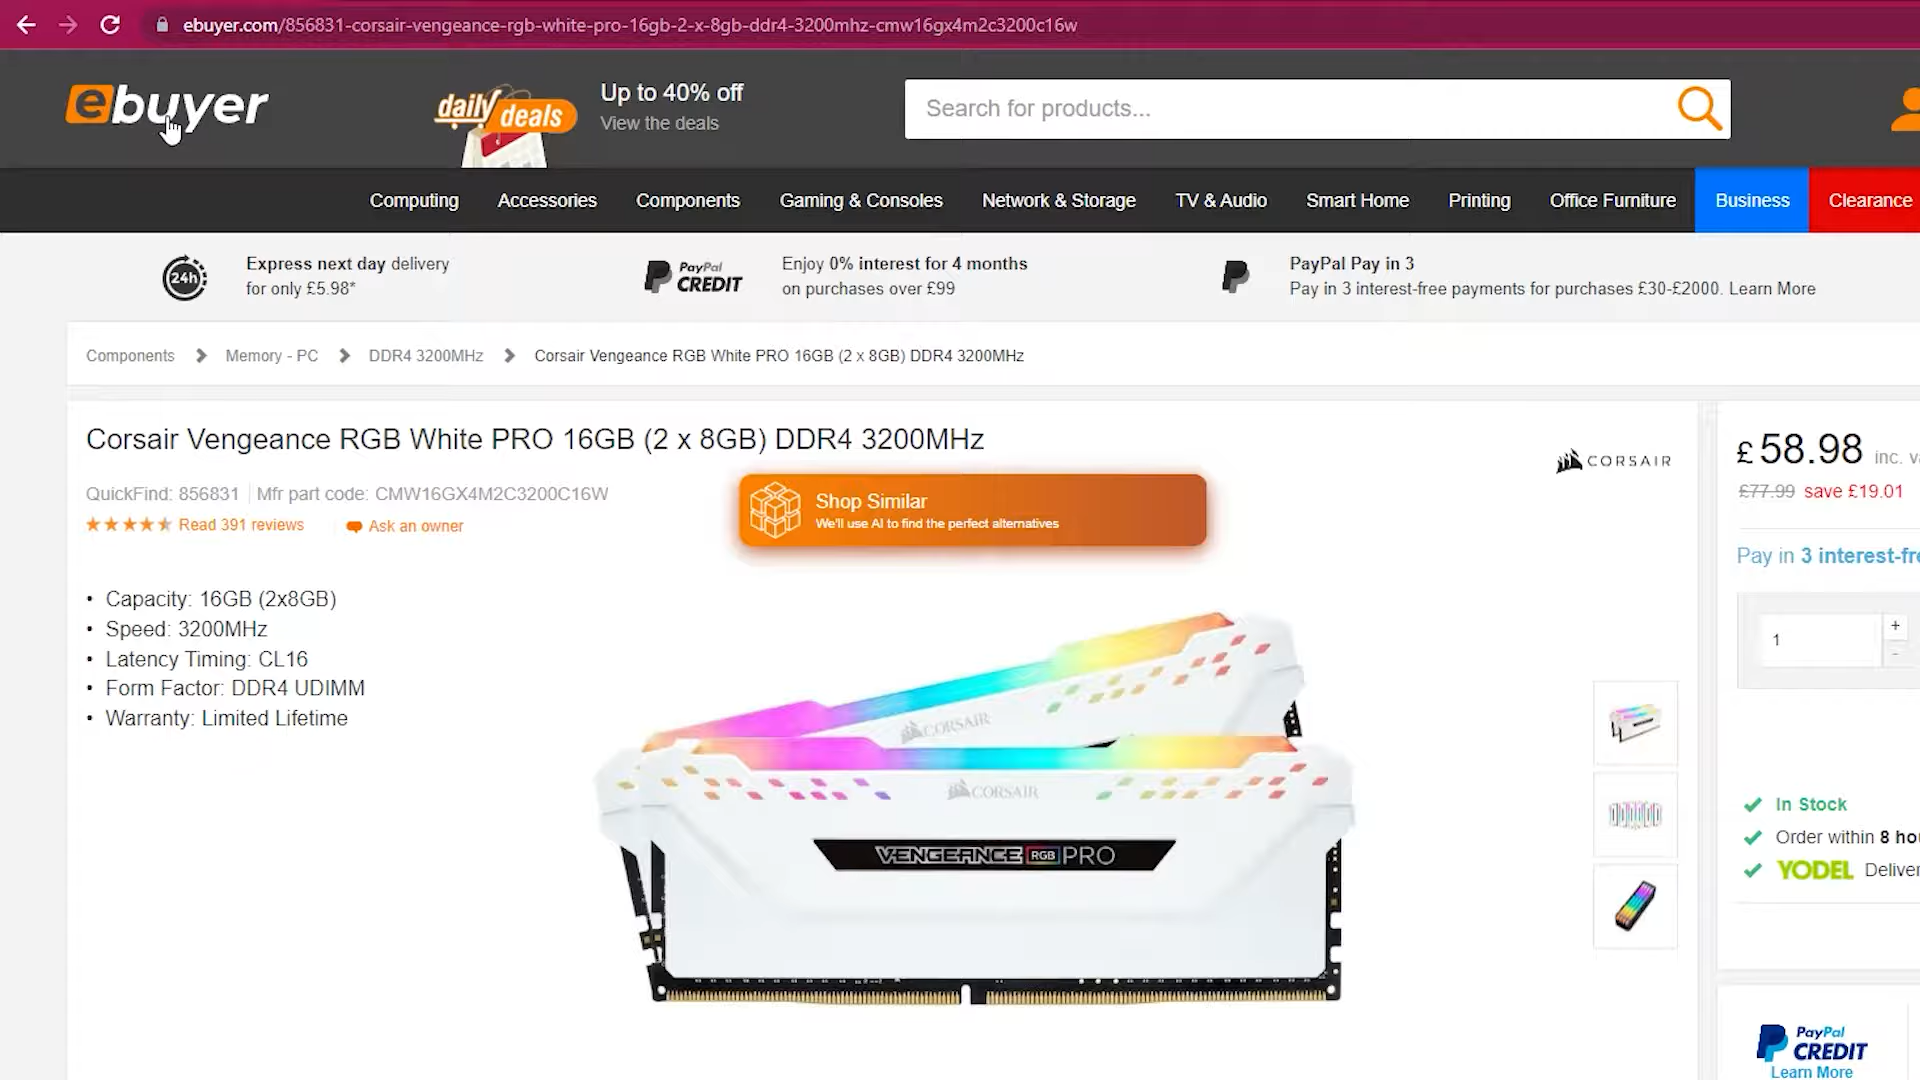 ebuyer.com/856831-corsair-vengeance-rgb-white-pro-16gb-2-x-8gb-ddr4-3200mhz-cmw16gx4m2c3200c16w
ebuyer
daily deals
Up to 40% off
View the deals
Search for products...
Computing Accessories Components Gaming & Consoles Network & Storage TV & Audio Smart Home Printing Office Furniture Business Clearance
24h
Express next day delivery
for only £5.98*
PayPal
CREDIT
Enjoy 0% interest for 4 months
on purchases over £99
PayPal Pay in 3
Pay in 3 interest-free payments for purchases £30-£2000. Learn More
Components Memory - PC DDR4 3200MHz Corsair Vengeance RGB White PRO 16GB (2 x 8GB) DDR4 3200MHz
Corsair Vengeance RGB White PRO 16GB (2 x 8GB) DDR4 3200MHz
CORSAIR
QuickFind: 856831 Mfr part code: CMW16GX4M2C3200C16W
Read 391 reviews Ask an owner
Shop Similar
We'll use AI to find the perfect alternatives
• Capacity: 16GB (2x8GB)
• Speed: 3200MHz
• Latency Timing: CL16
• Form Factor: DDR4 UDIMM
• Warranty: Limited Lifetime
CORSAIR
CORSAIR
VENGEANCE RGB PRO
£58.98 inc.
£77.99 save £19.01
Pay in 3
1
+
-
In Stock
Order within 8
YODEL
PayPal
CREDIT
Learn More